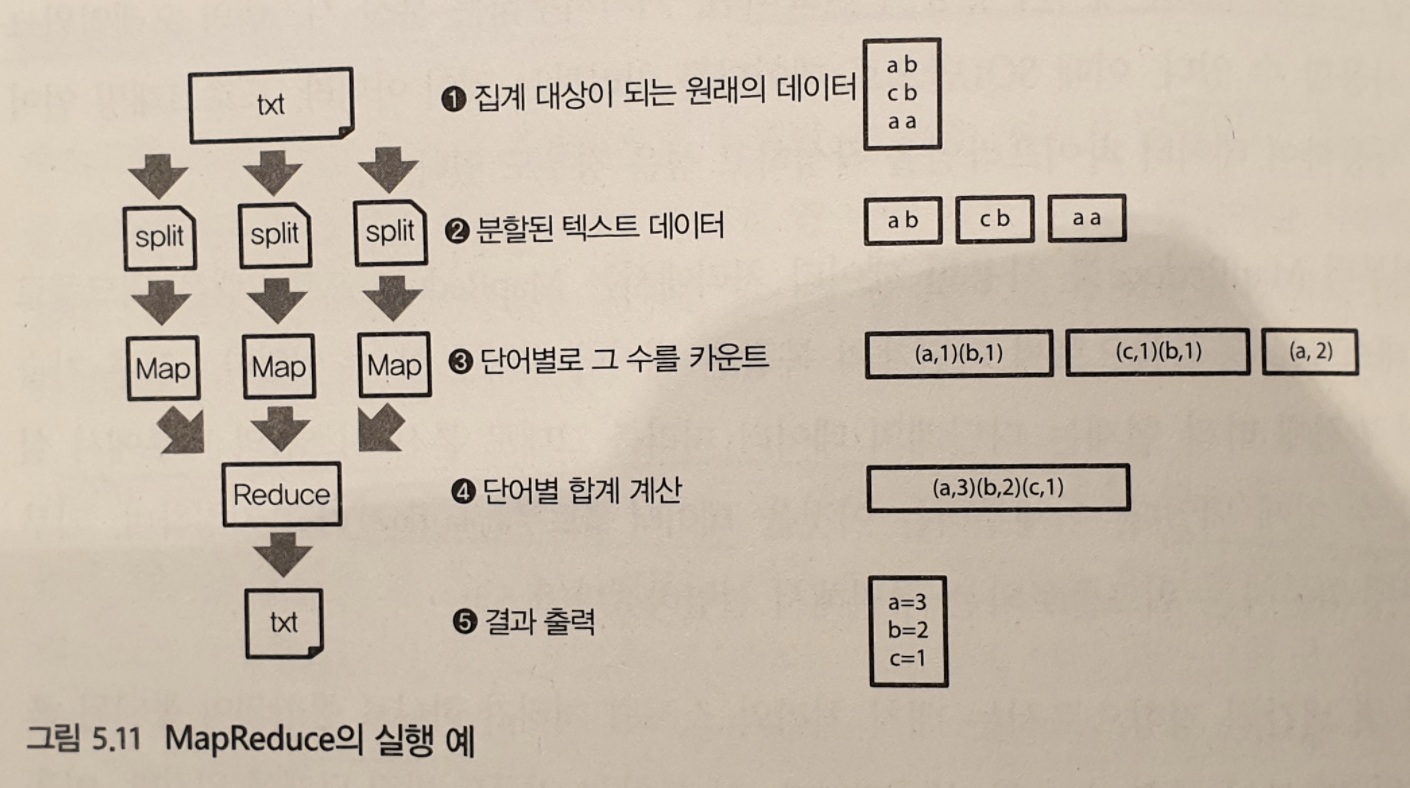 txt
❶ 집계 대상이 되는 원래의 데이터
a b
c b
a a
split split split
❷ 분할된 텍스트 데이터
a b
c b
a a
Map Map Map
❸ 단어별로 그 수를 카운트
(a,1)(b,1)
(c,1)(b,1)
(a, 2)
Reduce
❹ 단어별 합계 계산
(a,3)(b,2)(c,1)
txt
❺ 결과 출력
a=3
b=2
c=1
그림 5.11 MapReduce의 실행 예